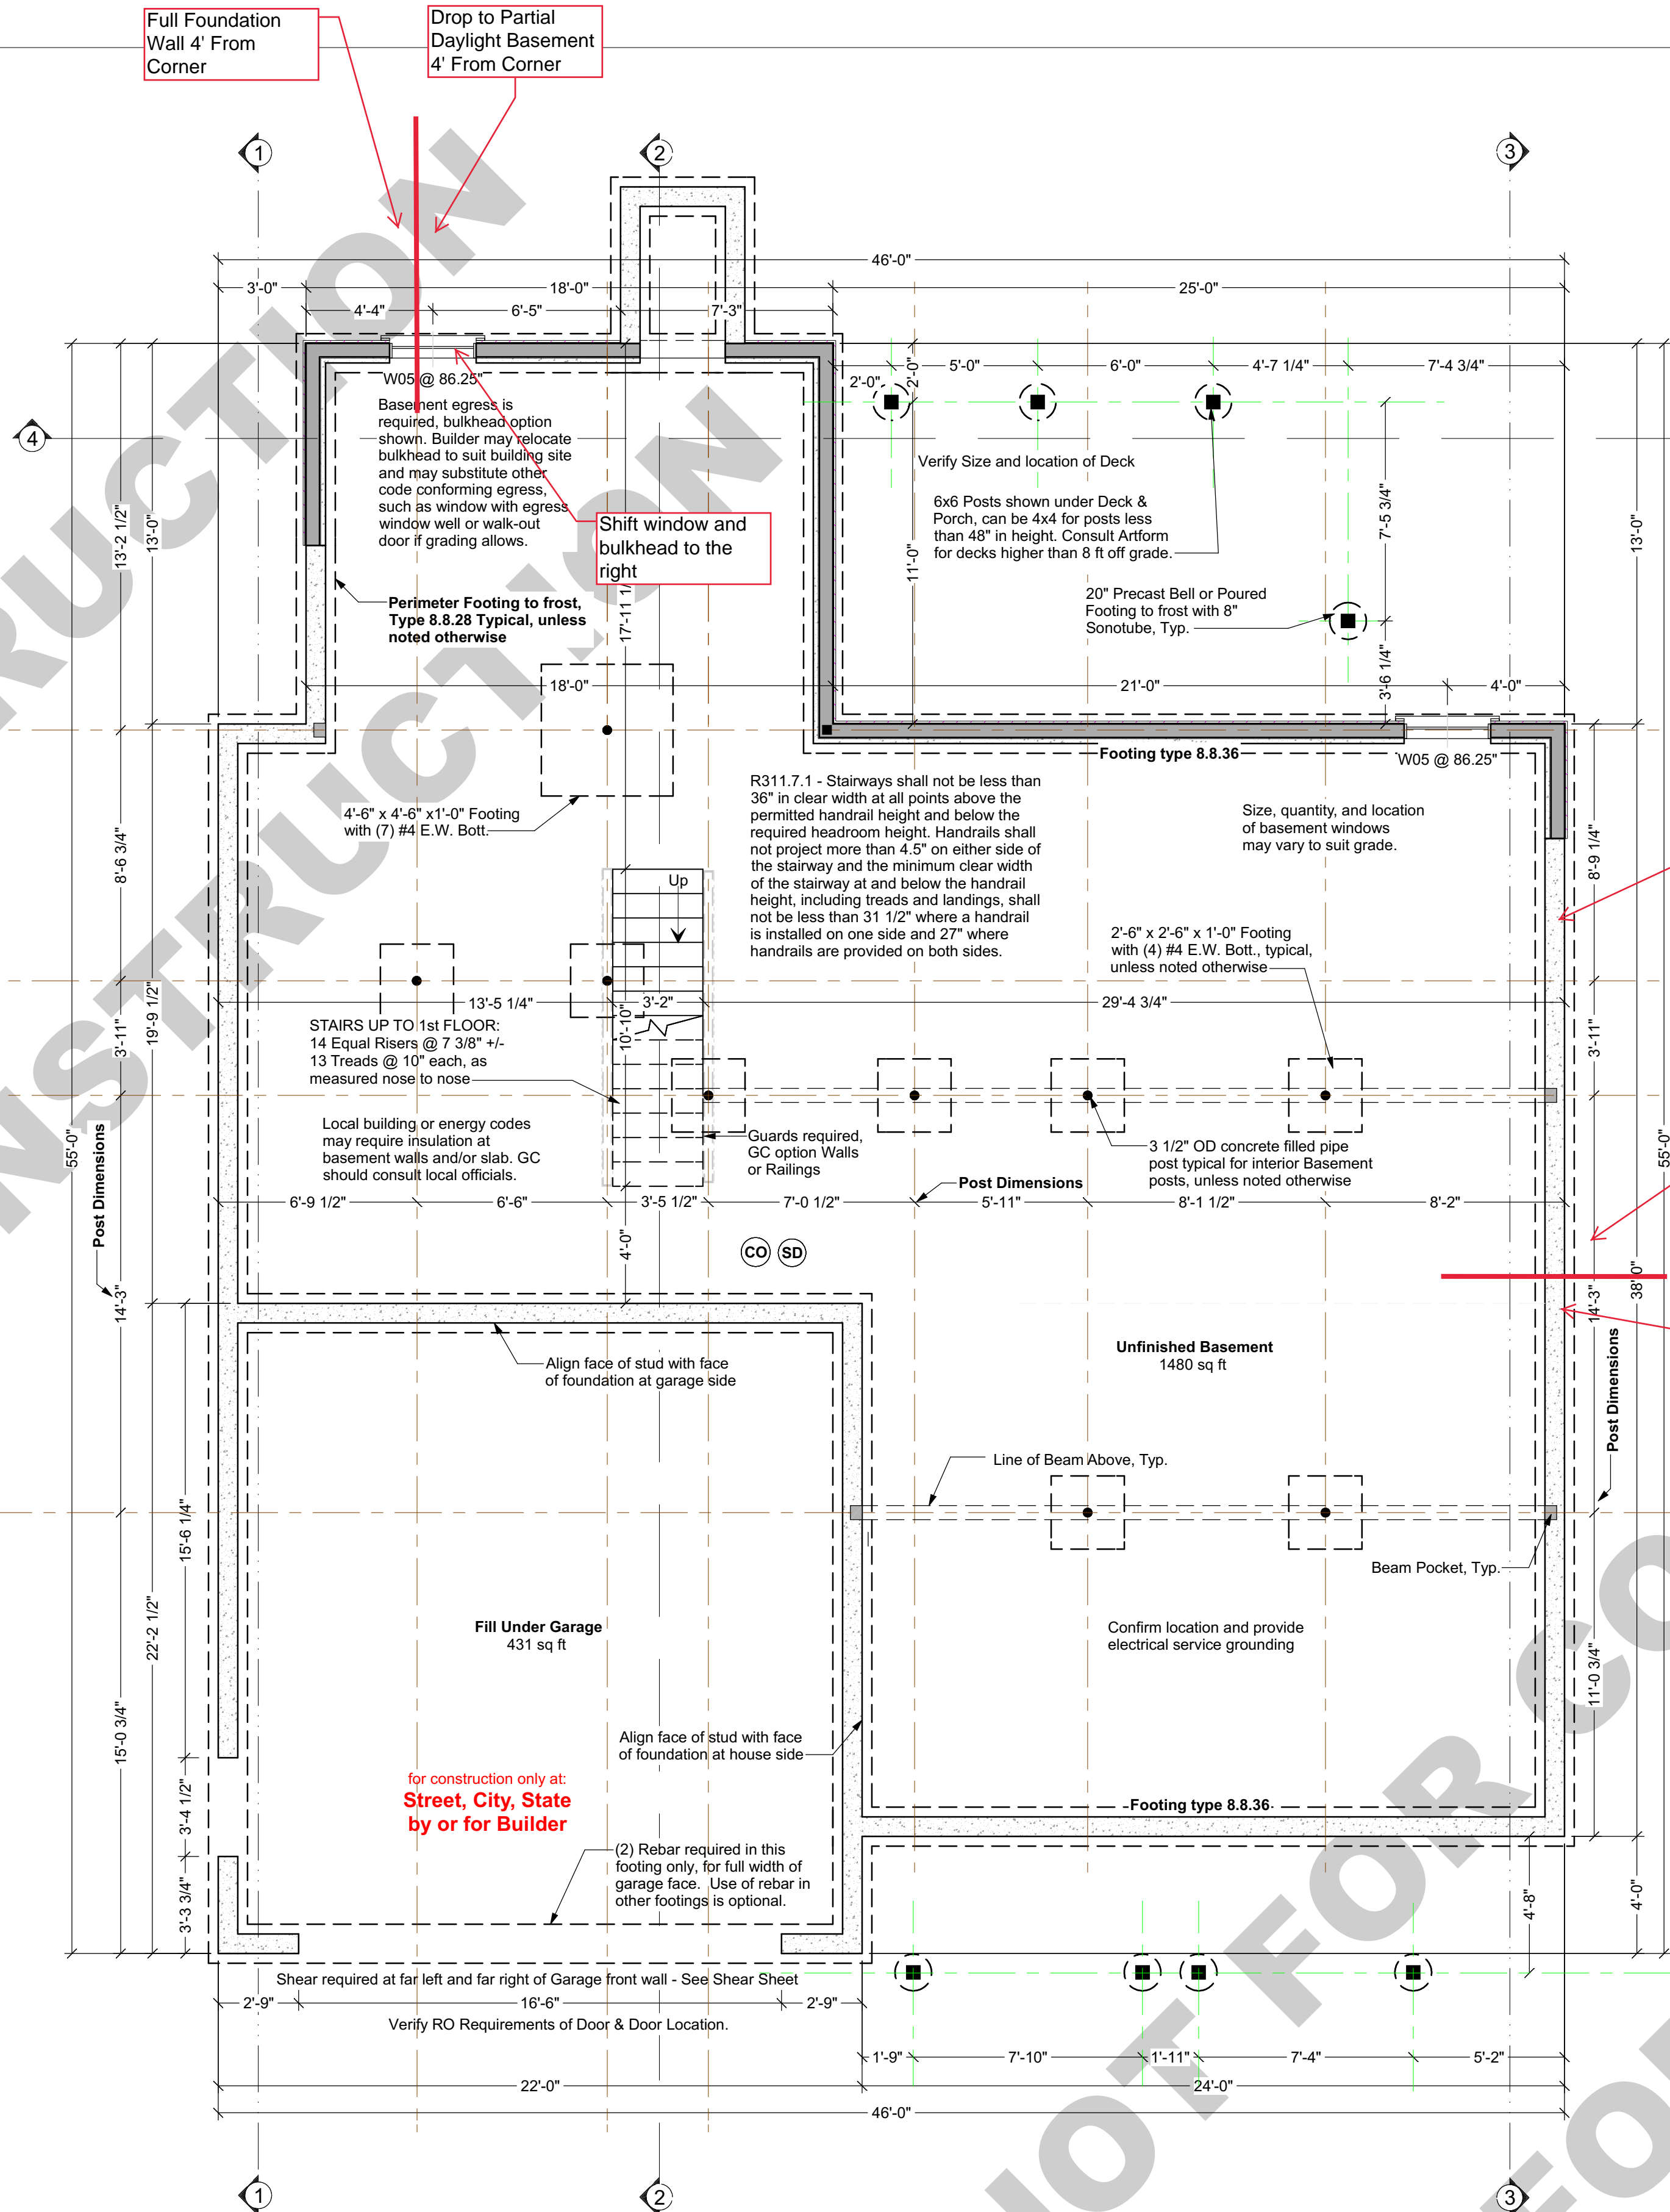 Full Foundation
Wall 4' From
Corner
Drop to Partial
Daylight Basement
4' From Corner
1
2
3
46'-0"
3'-0"
18'-0"
25'-0"
4'-4"
6'-5"
7'-3"
2'-0"
2'-0"
5'-0"
6'-0"
4'-7 1/4"
7'-4 3/4"
W05 @ 86.25"
Basement egress is
required, bulkhead option
shown. Builder may relocate
bulkhead to suit building site
and may substitute other
code conforming egress,
such as window with egress
window well or walk-out
door if grading allows.
4
Verify Size and location of Deck
6x6 Posts shown under Deck &
Porch, can be 4x4 for posts less
than 48" in height. Consult Artform
for decks higher than 8 ft off grade.
Shift window and
bulkhead to the
right
13'-2 1/2"
13'-0"
11'-0"
7'-5 3/4"
13'-0"
20" Precast Bell or Poured
Footing to frost with 8"
Sonotube, Typ.
Perimeter Footing to frost,
Type 8.8.28 Typical, unless
noted otherwise
3'-6 1/4"
18'-0"
21'-0"
4'-0"
Footing type 8.8.36
W05 @ 86.25"
R311.7.1 - Stairways shall not be less than
36" in clear width at all points above the
permitted handrail height and below the
required headroom height. Handrails shall
not project more than 4.5" on either side of
the stairway and the minimum clear width
of the stairway at and below the handrail
height, including treads and landings, shall
not be less than 31 1/2" where a handrail
is installed on one side and 27" where
handrails are provided on both sides.
4'-6" x 4'-6" x1'-0" Footing
with (7) #4 E.W. Bott.
Size, quantity, and location
of basement windows
may vary to suit grade.
8'-6 3/4"
8'-9 1/4"
Up
2'-6" x 2'-6" x 1'-0" Footing
with (4) #4 E.W. Bott., typical,
unless noted otherwise
13'-5 1/4"
3'-2"
29'-4 3/4"
19'-9 1/2"
3'-11"
3'-11"
10'-10"
STAIRS UP TO 1st FLOOR:
14 Equal Risers @ 7 3/8" +/-
13 Treads @ 10" each, as
measured nose to nose
Local building or energy codes
may require insulation at
basement walls and/or slab. GC
should consult local officials.
Guards required,
GC option Walls
or Railings
3 1/2" OD concrete filled pipe
post typical for interior Basement
posts, unless noted otherwise
55'-0"
55'-0"
Post Dimensions
Post Dimensions
6'-9 1/2"
6'-6"
3'-5 1/2"
7'-0 1/2"
5'-11"
8'-1 1/2"
8'-2"
CO
SD
4'-0"
14'-3"
14'-3"
38'-0"
Align face of stud with face
of foundation at garage side
Unfinished Basement
1480 sq ft
Post Dimensions
Line of Beam Above, Typ.
15'-6 1/4"
Beam Pocket, Typ.
22'-2 1/2"
Fill Under Garage
431 sq ft
Confirm location and provide
electrical service grounding
15'-0 3/4"
11'-0 3/4"
Align face of stud with face
of foundation at house side
for construction only at:
Street, City, State
by or for Builder
3'-4 1/2"
Footing type 8.8.36
(2) Rebar required in this
footing only, for full width of
garage face. Use of rebar in
other footings is optional.
3'-3 3/4"
4'-8"
4'-0"
Shear required at far left and far right of Garage front wall - See Shear Sheet
2'-9"
16'-6"
2'-9"
Verify RO Requirements of Door & Door Location.
1'-9"
7'-10"
1'-11"
7'-4"
5'-2"
22'-0"
24'-0"
46'-0"
1
2
3
NOT FOR CO